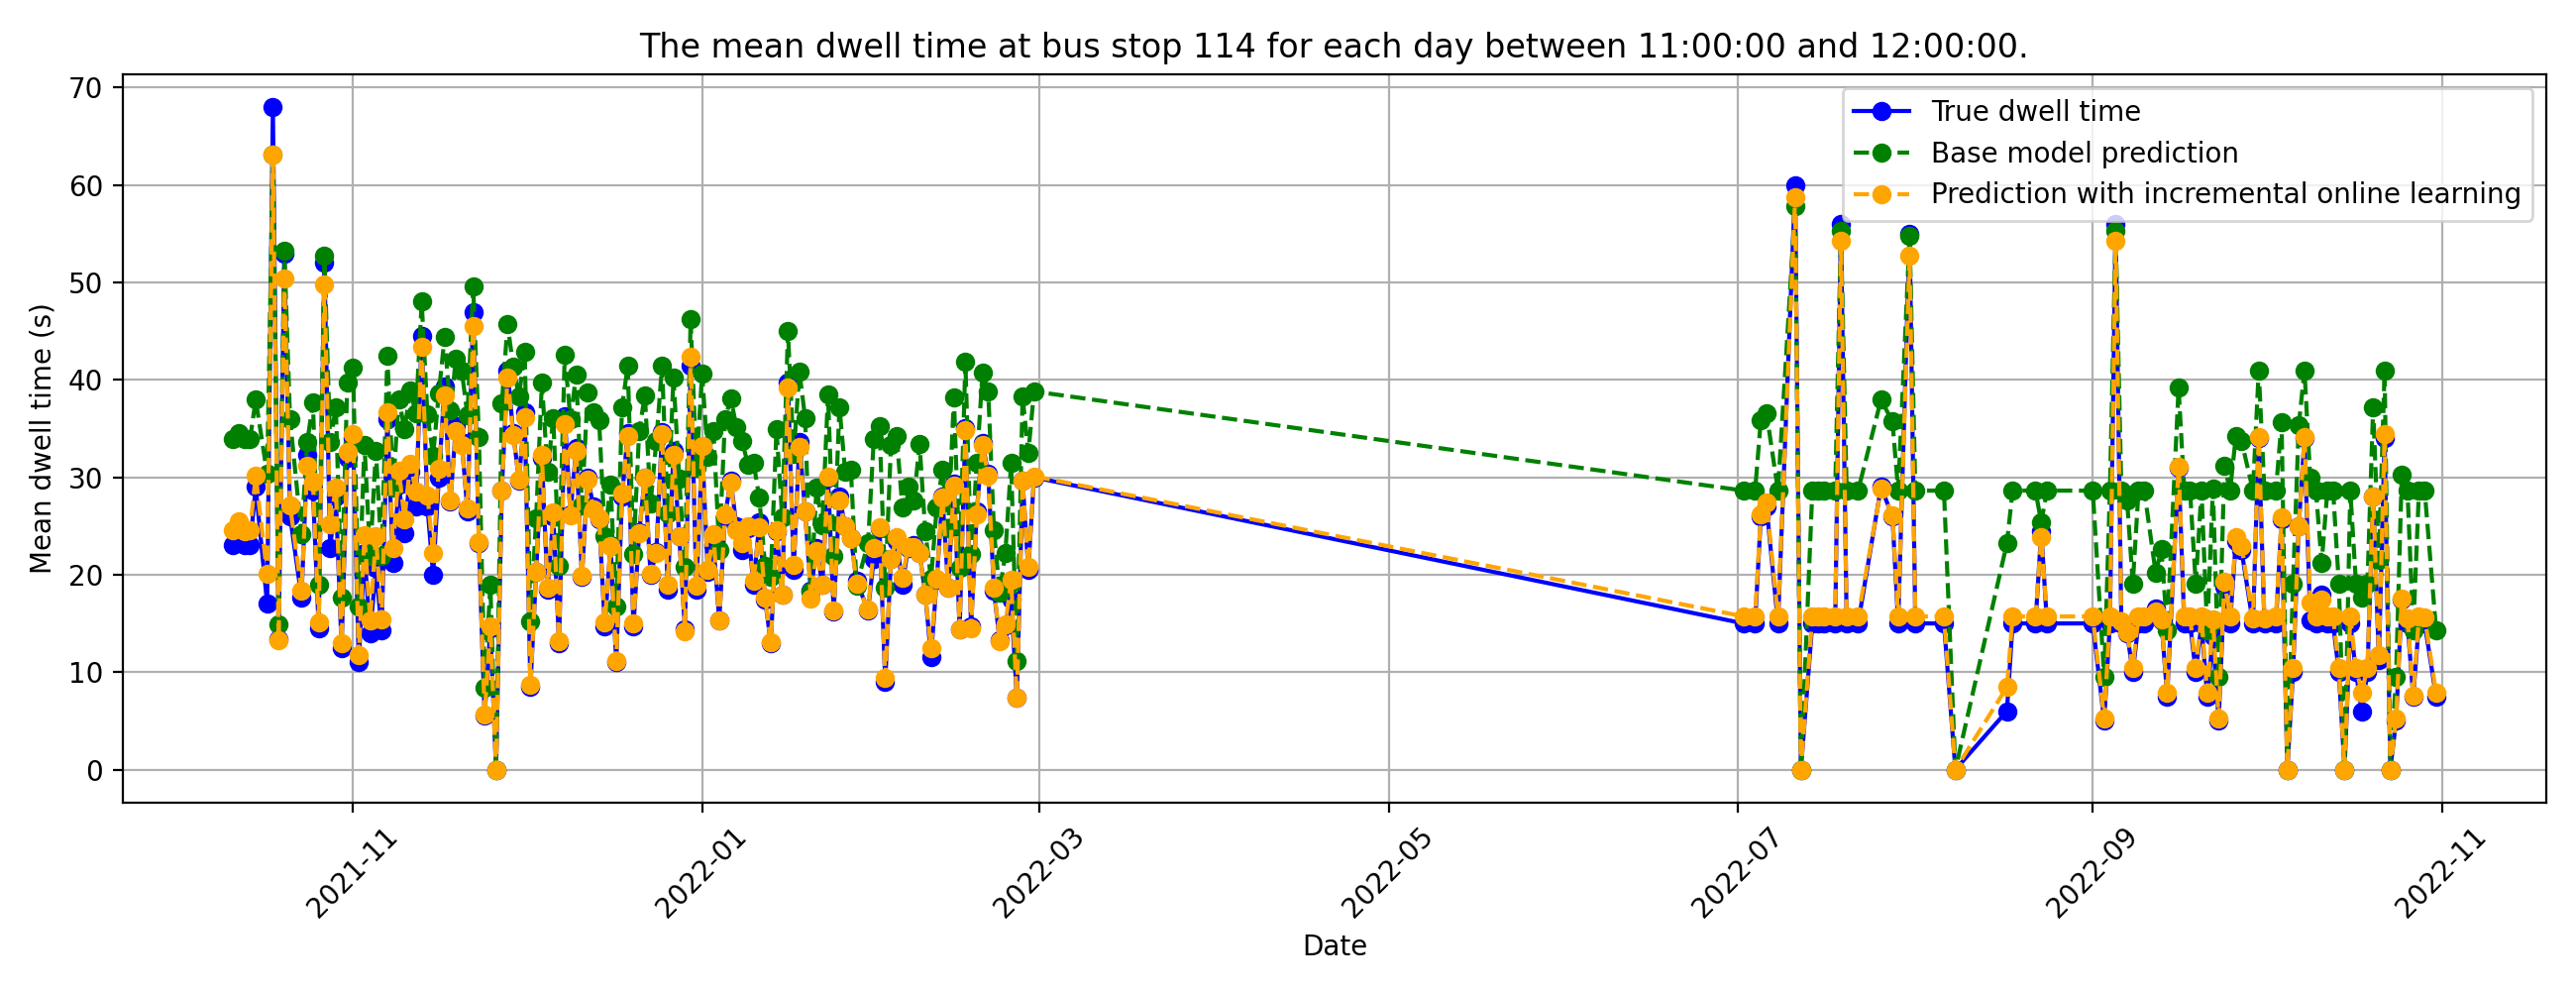 The mean dwell time at bus stop 114 for each day between 11:00:00 and 12:00:00.
True dwell time
Base model prediction
Prediction with incremental online learning
Mean dwell time (s)
70
60
50
40
30
20
10
0
2021-11
2022-01
2022-03
2022-05
2022-07
2022-09
2022-11
Date